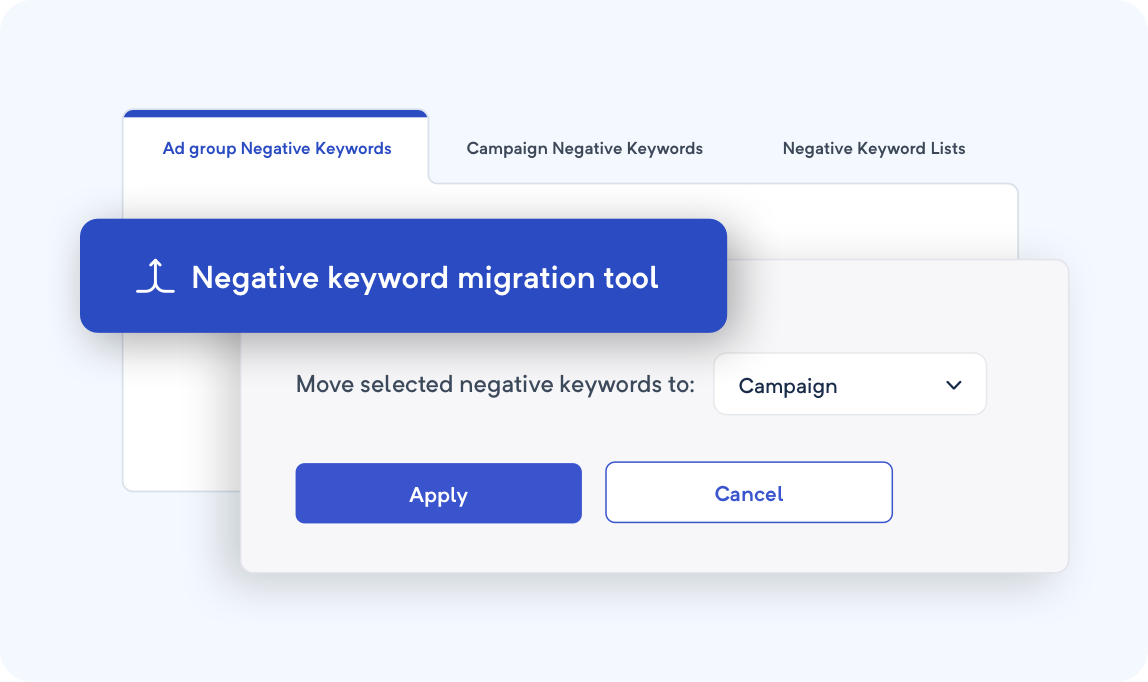 Ad group Negative Keywords
Campaign Negative Keywords
Negative Keyword Lists
Negative keyword migration tool
Move selected negative keywords to:
Campaign
Apply
Cancel